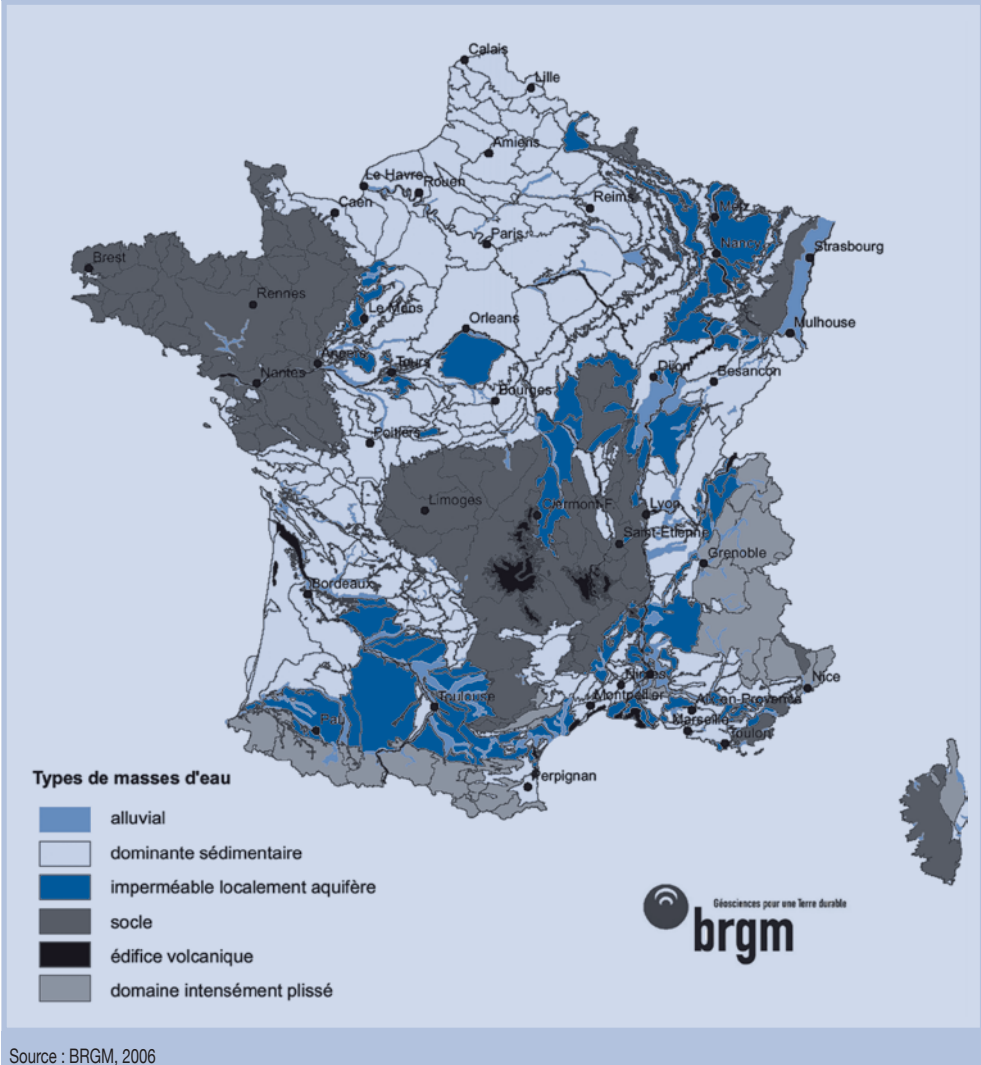 Calais
Lille
Amiens
Le Havre
Rouen
Caen
Reims
Metz
Paris
Nancy
Strasbourg
Brest
Rennes
Le Mans
Orleans
Mulhouse
Angers
Tours
Dijon
Besancon
Nantes
Bourges
Poitiers
Limoges
Clermont-F.
Lyon
Saint-Etienne
Grenoble
Bordeaux
Nimes
Nice
Montpellier
Aix-en-Provence
Toulouse
Pau
Marseille
Toulon
Perpignan
Types de masses d'eau
alluvial
dominante sédimentaire
imperméable localement aquifère
socle
édifice volcanique
domaine intensément plissé
Géosciences pour une Terre durable
brgm
Source : BRGM, 2006